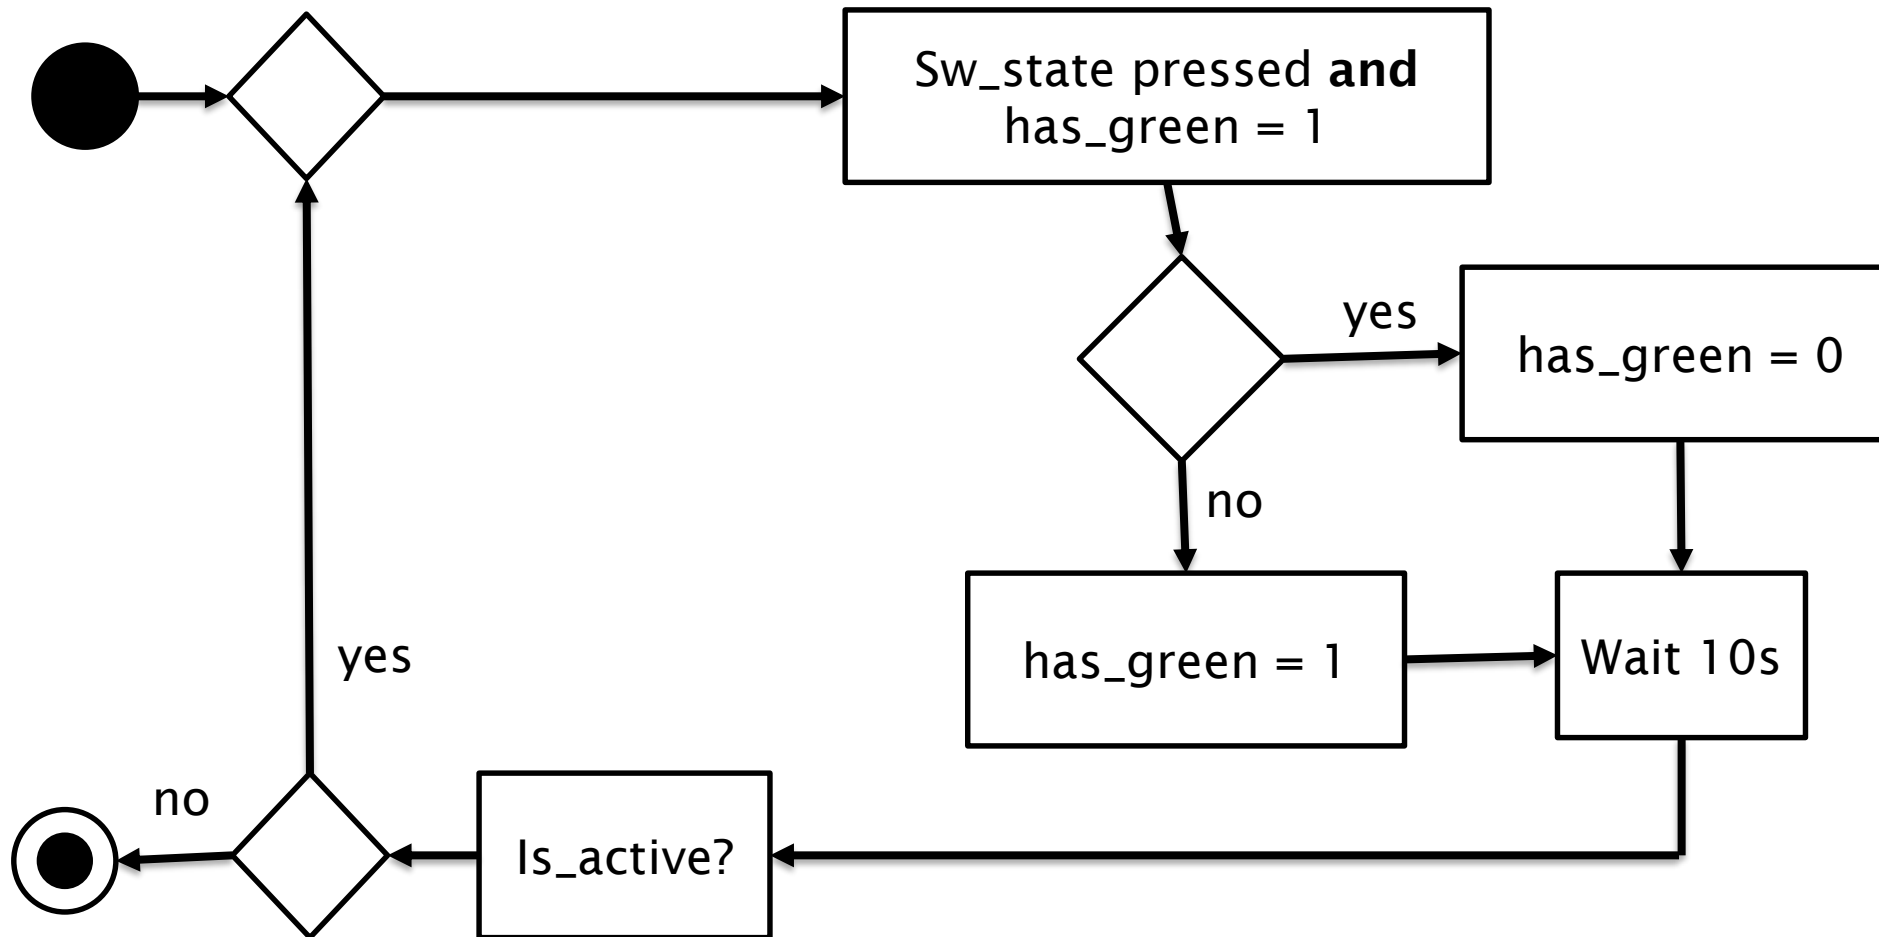 Sw_state pressed and
has_green = 1
yes
has_green = 0
no
has_green = 1
Wait 10s
yes
no
Is_active?